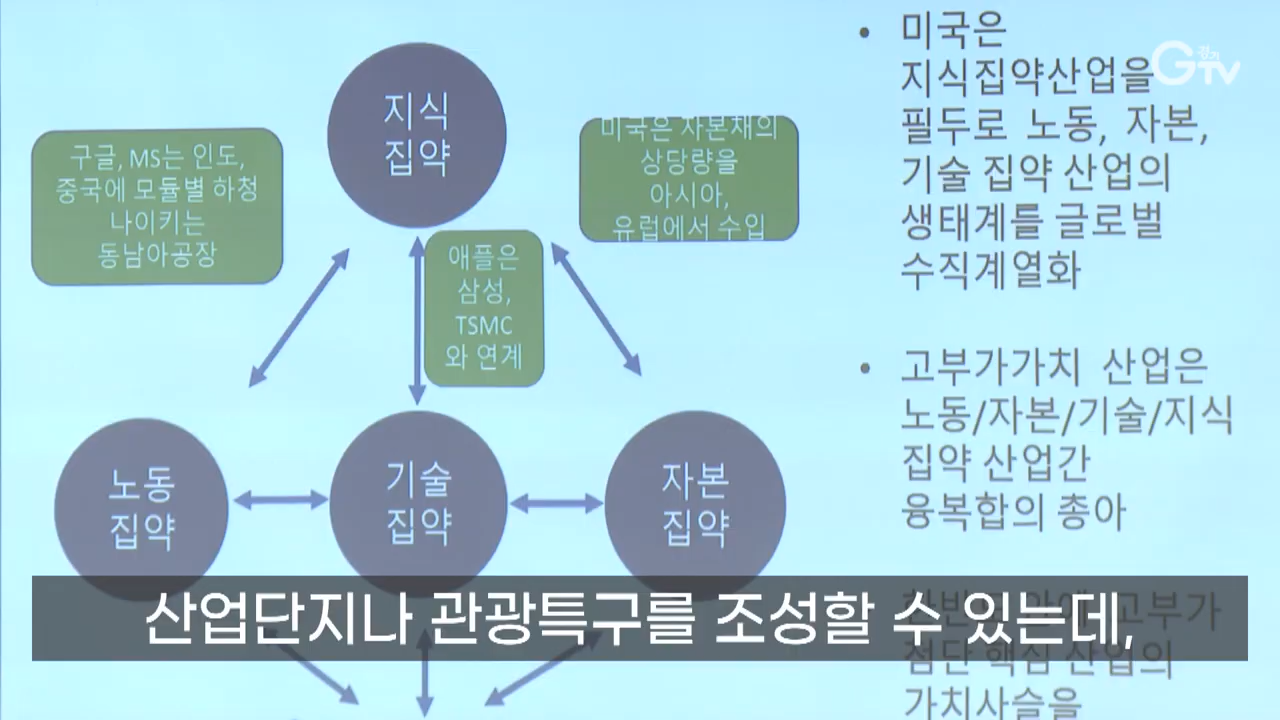 경기
GTV
지식
집약
구글, MS는 인도,
중국에 모듈별 하청
나이키는
동남아공장
미국은 자본재의
상당량을
아시아,
유럽에서 수입
애플은
삼성,
TSMC
와 연계
노동
집약
기술
집약
자본
집약
• 미국은
지식집약산업을
필두로 노동, 자본,
기술 집약 산업의
생태계를 글로벌
수직계열화
• 고부가가치 산업은
노동/자본/기술/지식
집약 산업간
융복합의 총아
고부가
첨단 핵심 산업의
가치사슬을
산업단지나 관광특구를 조성할 수 있는데,